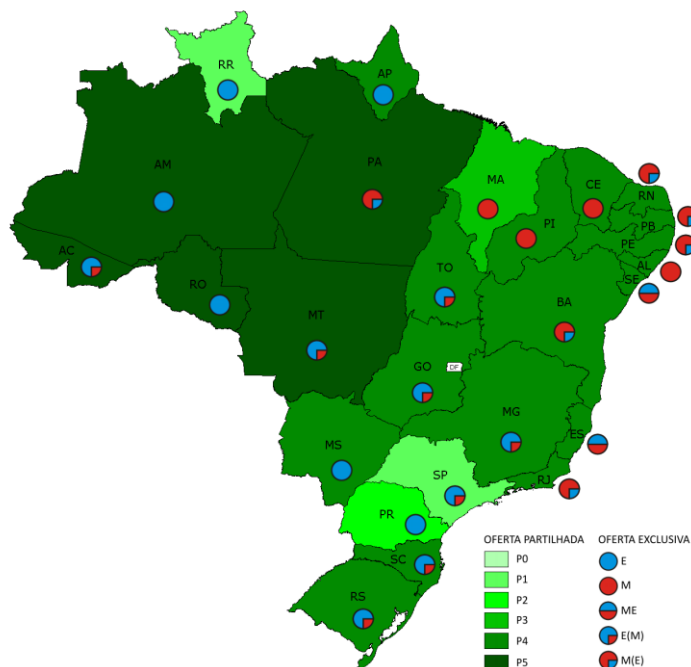 RR
AP
AM
PA
MA
CE
RN
PI
PB
PE
AC
TO
AL
RO
SE
BA
MT
GO
DF
MG
MS
ES
SP
RJ
PR
SC
RS
OFERTA PARTILHADA
P0
P1
P2
P3
P4
P5
OFERTA EXCLUSIVA
E
M
ME
E(M)
M(E)